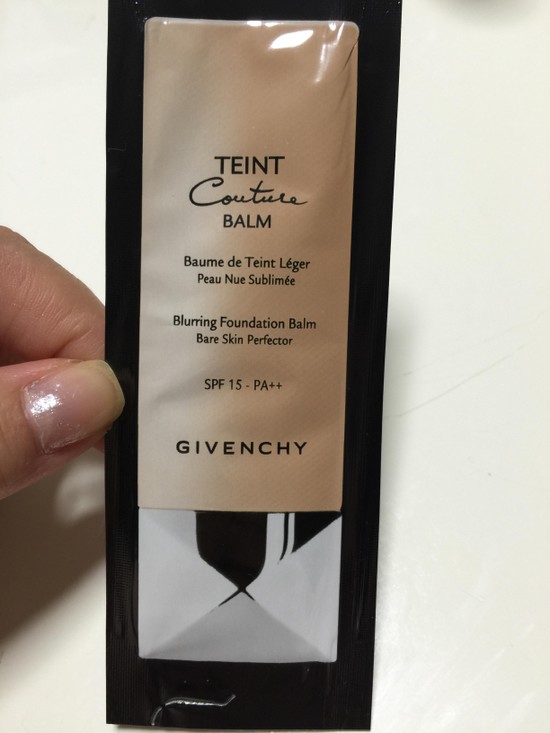 TEINT
Couture
BALM
Baume de Teint Léger
Peau Nue Sublimée
Blurring Foundation Balm
Bare Skin Perfector
SPF 15 - PA++
GIVENCHY